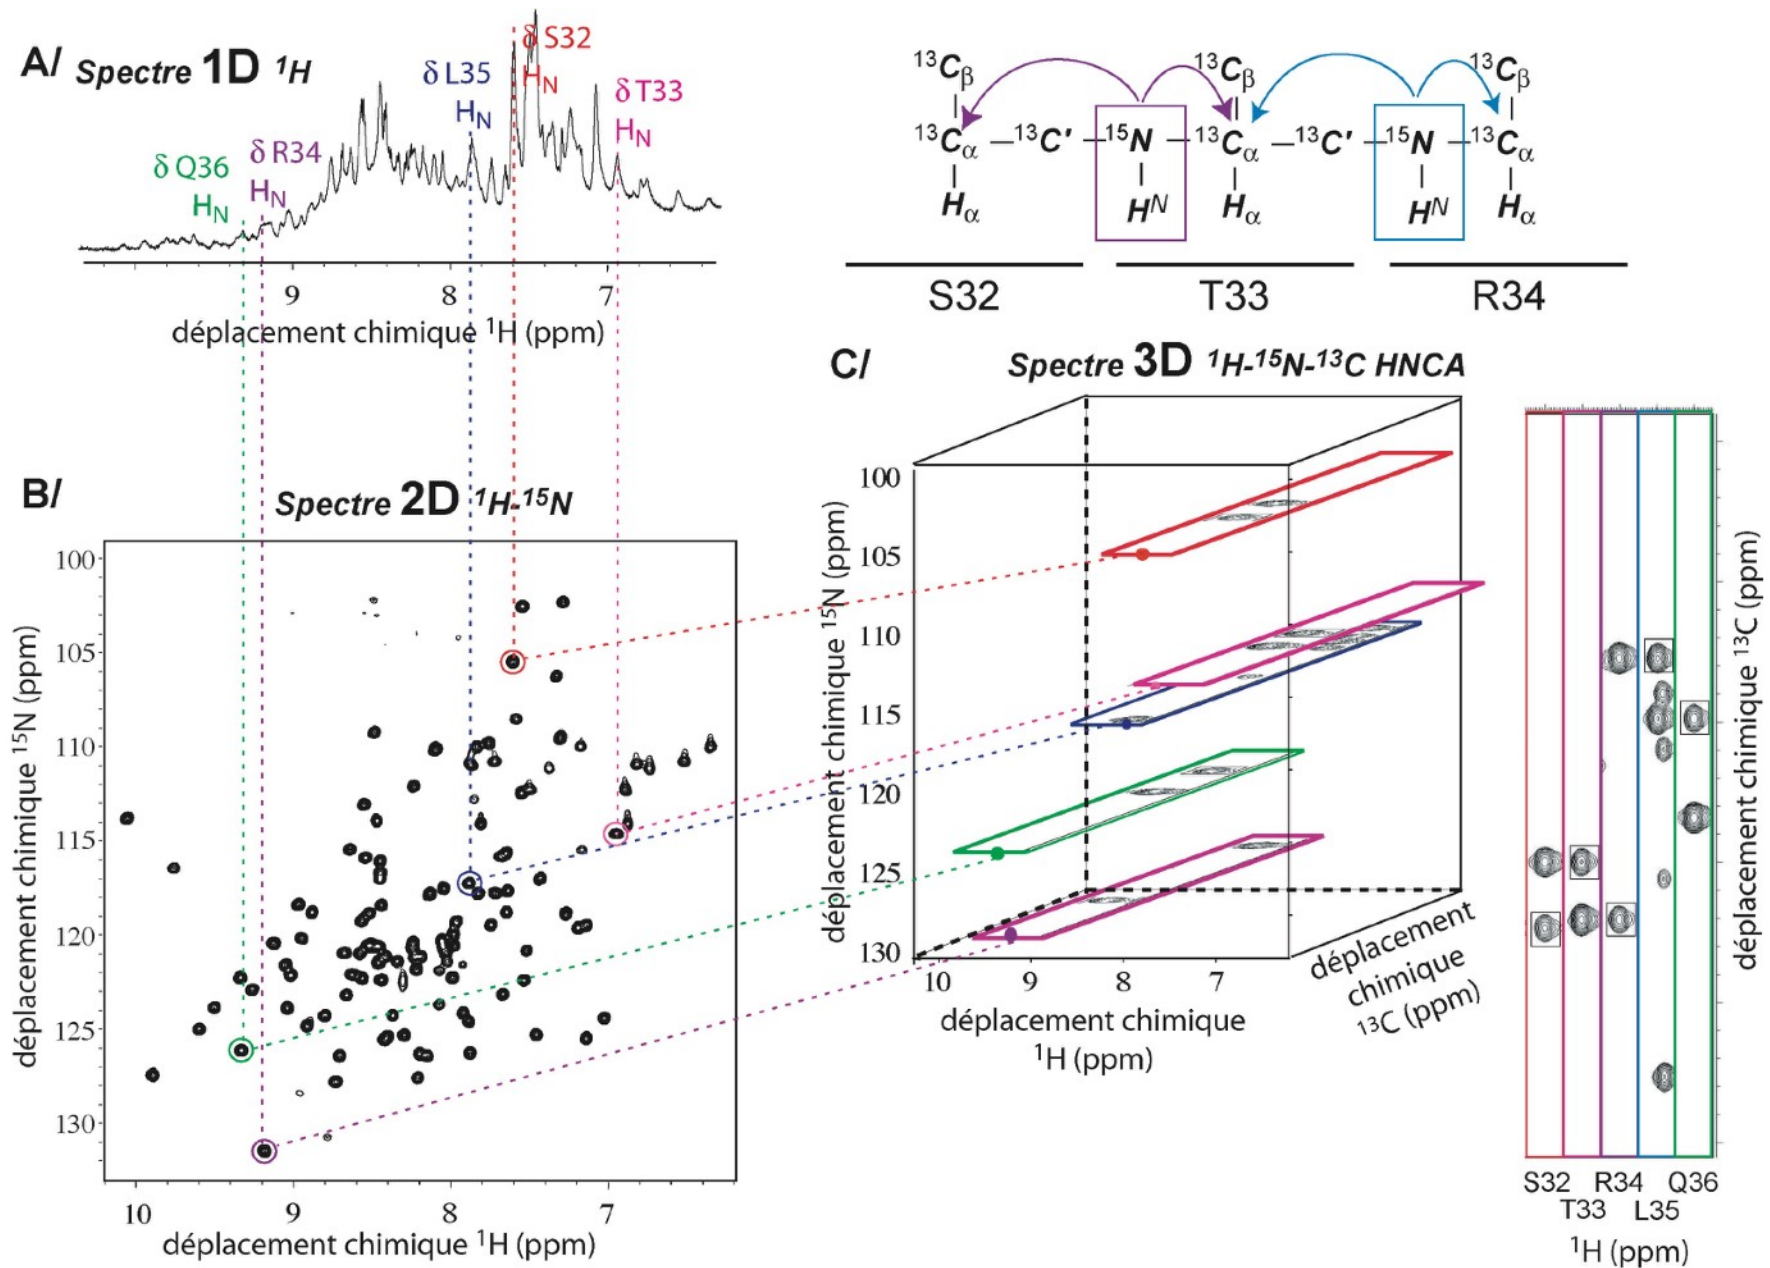 A/ Spectre 1D ¹H
δ S32
H_N
δ L35
H_N
δ T33
H_N
δ R34
H_N
δ Q36
H_N
9 8 7
déplacement chimique ¹H (ppm)
¹³Cβ ¹³Cβ ¹³Cβ
¹³Cα – ¹³C' – ¹⁵N – ¹³Cα – ¹³C' – ¹⁵N – ¹³Cα
Hα Hᴺ Hα Hᴺ Hα
S32 T33 R34
B/ Spectre 2D ¹H-¹⁵N
100
105
110
115
120
125
130
déplacement chimique ¹⁵N (ppm)
10 9 8 7
déplacement chimique ¹H (ppm)
C/ Spectre 3D ¹H-¹⁵N-¹³C HNCA
100
105
110
115
120
125
130
déplacement chimique ¹⁵N (ppm)
10 9 8 7
déplacement chimique
¹H (ppm)
déplacement
chimique
¹³C (ppm)
déplacement chimique ¹³C (ppm)
S32 R34 Q36
T33 L35
¹H (ppm)